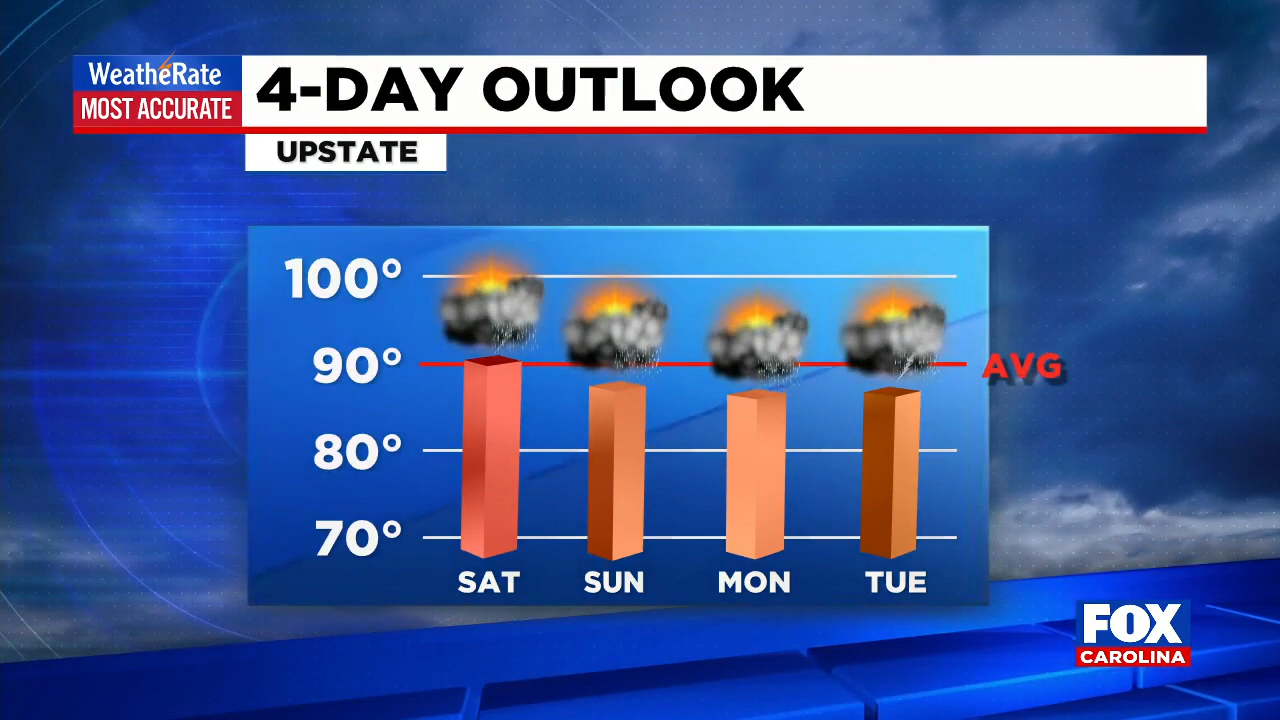 WeatheRate
MOST ACCURATE
4-DAY OUTLOOK
UPSTATE
100°
90°
AVG
80°
70°
SAT SUN MON TUE
FOX
CAROLINA